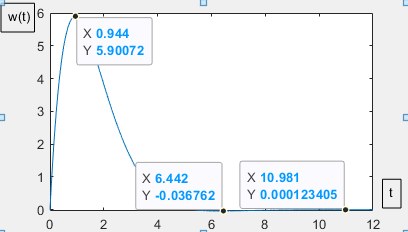 w(t)
6
5
4
3
2
1
0
X 0.944
Y 5.90072
X 6.442
Y -0.036762
X 10.981
Y 0.000123405
t
0 2 4 6 8 10 12